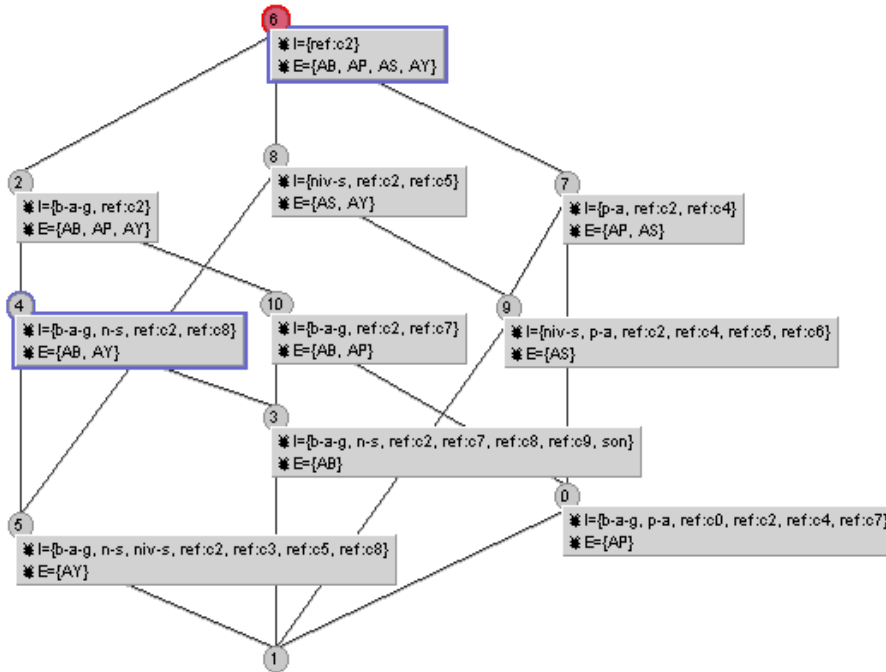 6
I={ref:c2}
E={AB, AP, AS, AY}
8
I={niv-s, ref:c2, ref:c5}
E={AS, AY}
2
I={b-a-g, ref:c2}
E={AB, AP, AY}
7
I={p-a, ref:c2, ref:c4}
E={AP, AS}
4
I={b-a-g, n-s, ref:c2, ref:c8}
E={AB, AY}
10
I={b-a-g, ref:c2, ref:c7}
E={AB, AP}
9
I={niv-s, p-a, ref:c2, ref:c4, ref:c5, ref:c6}
E={AS}
3
I={b-a-g, n-s, ref:c2, ref:c7, ref:c8, ref:c9, son}
E={AB}
0
I={b-a-g, p-a, ref:c0, ref:c2, ref:c4, ref:c7}
E={AP}
5
I={b-a-g, n-s, niv-s, ref:c2, ref:c3, ref:c5, ref:c8}
E={AY}
1